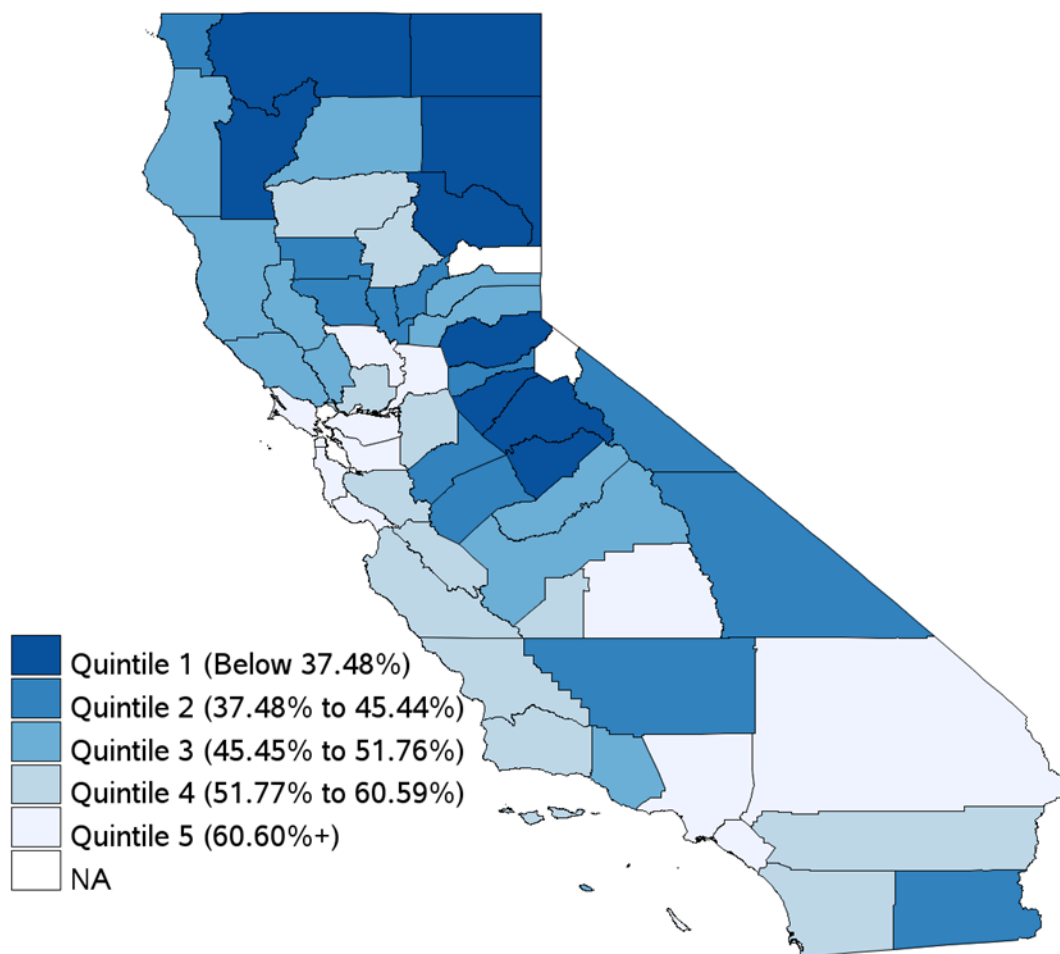 Quintile 1 (Below 37.48%)
Quintile 2 (37.48% to 45.44%)
Quintile 3 (45.45% to 51.76%)
Quintile 4 (51.77% to 60.59%)
Quintile 5 (60.60%+)
NA